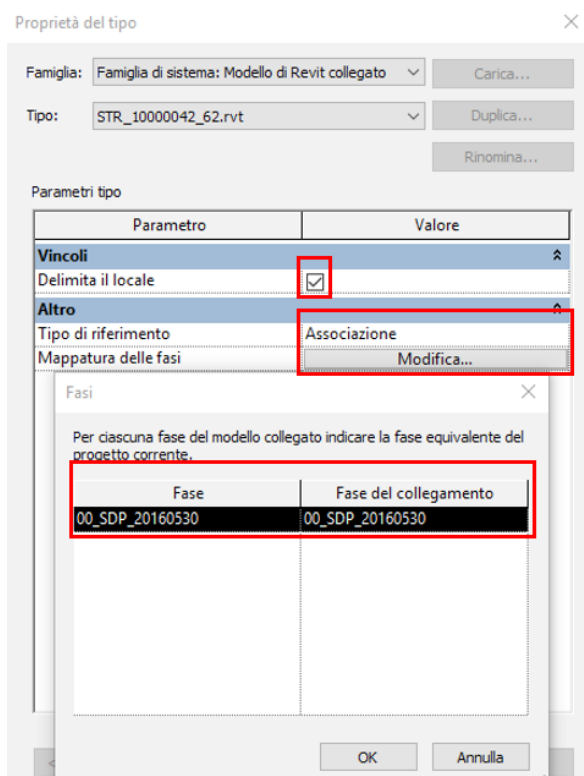 Proprietà del tipo
Famiglia: Famiglia di sistema: Modello di Revit collegato Carica...
Tipo: STR_10000042_62.rvt Duplica...
Rinomina...
Parametri tipo
Parametro Valore
Vincoli
Delimita il locale
Altro
Tipo di riferimento Associazione
Mappatura delle fasi Modifica...
Fasi
Per ciascuna fase del modello collegato indicare la fase equivalente del
progetto corrente.
Fase Fase del collegamento
00_SDP_20160530 00_SDP_20160530
OK Annulla